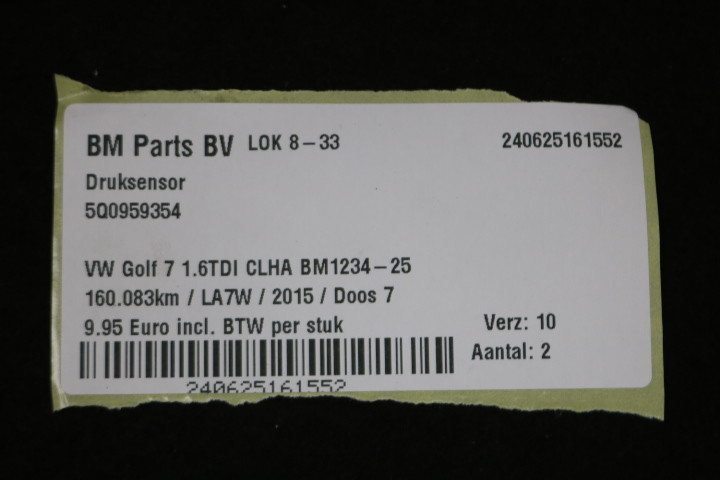 BM Parts BV LOK 8-33 240625161552
Druksensor
5Q0959354
VW Golf 7 1.6TDI CLHA BM1234-25
160.083km / LA7W / 2015 / Doos 7
9.95 Euro incl. BTW per stuk Verz: 10
Aantal: 2
240625161552